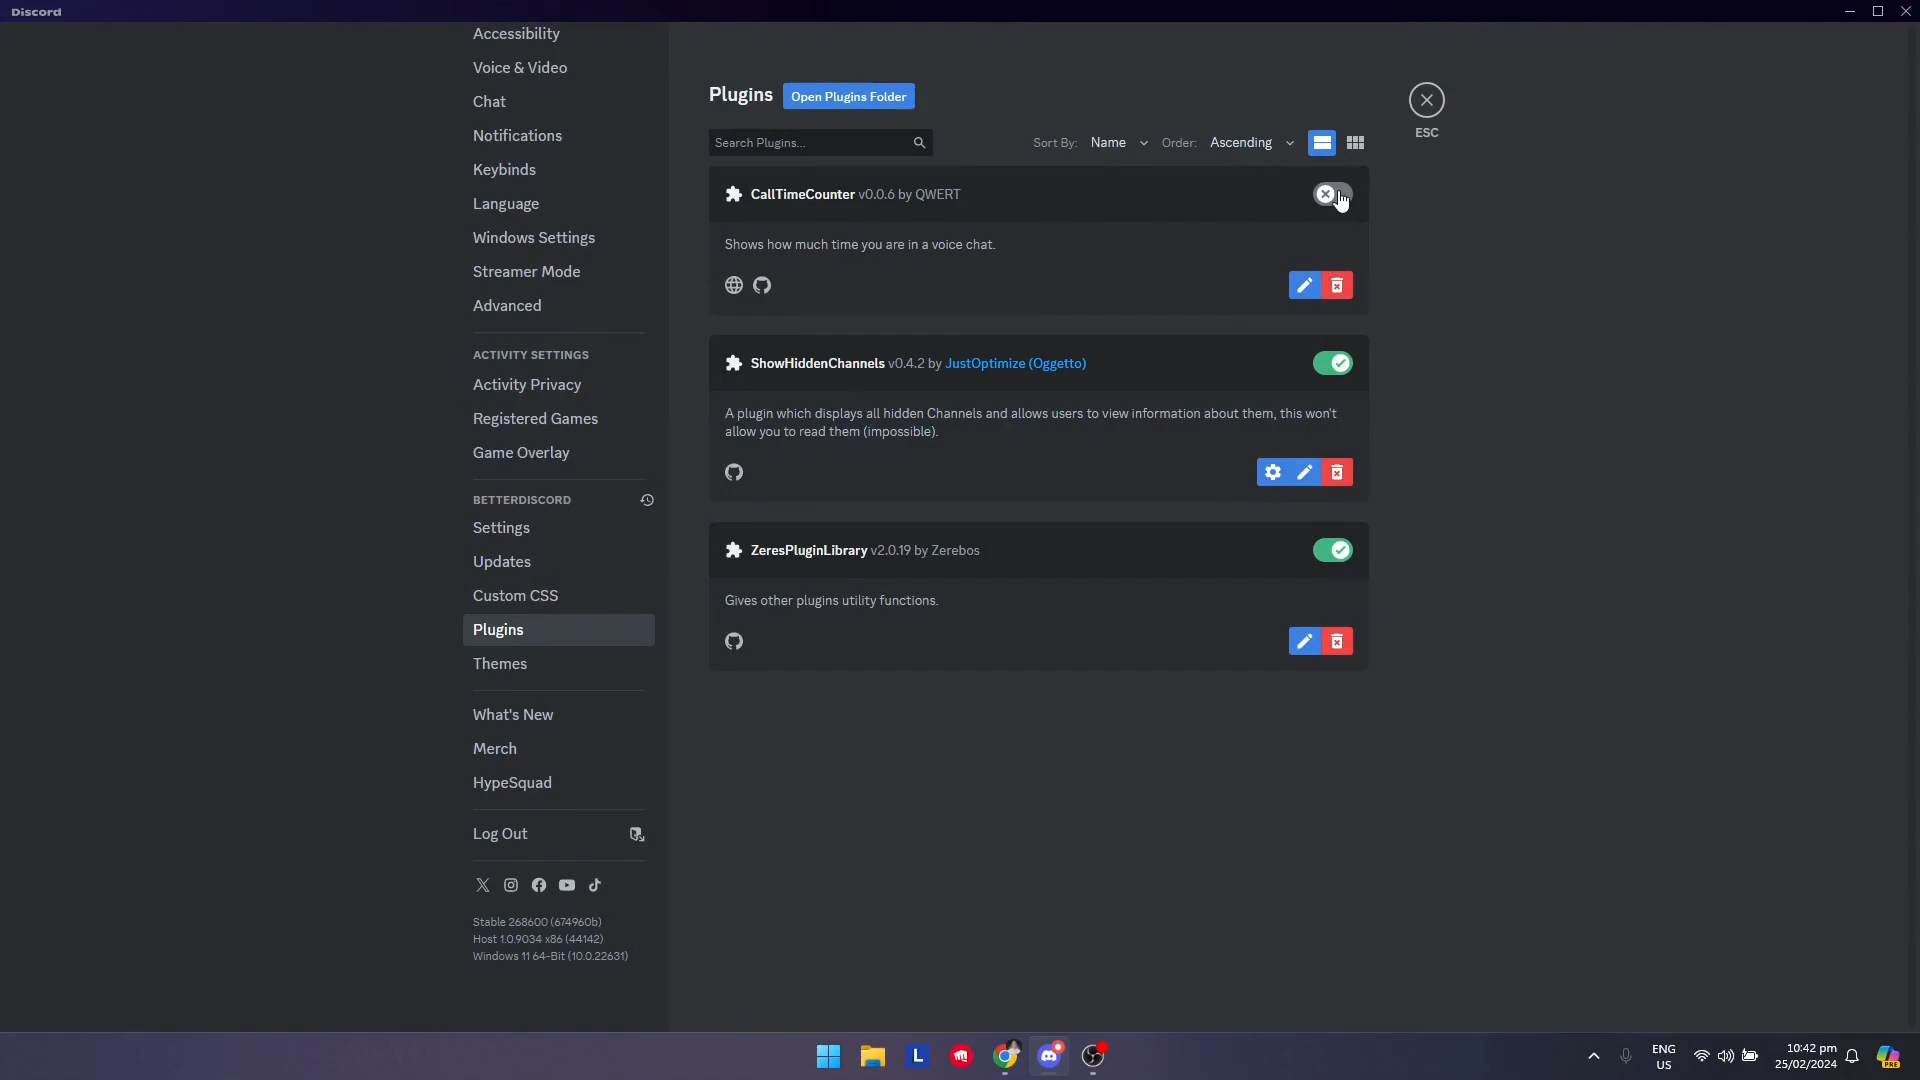 Discord
Accessibility
Voice & Video
Chat
Notifications
Keybinds
Language
Windows Settings
Streamer Mode
Advanced
ACTIVITY SETTINGS
Activity Privacy
Registered Games
Game Overlay
BETTERDISCORD
Settings
Updates
Custom CSS
Plugins
Themes
What's New
Merch
HypeSquad
Log Out
Stable 268600 (674960b)
Host 1.0.9034 x86 (44142)
Windows 11 64-Bit (10.0.22631)
Plugins Open Plugins Folder
Search Plugins... Sort By: Name Order: Ascending
CallTimeCounter v0.0.6 by QWERT
Shows how much time you are in a voice chat.
ShowHiddenChannels v0.4.2 by JustOptimize (Oggetto)
A plugin which displays all hidden Channels and allows users to view information about them, this won't
allow you to read them (impossible).
ZeresPluginLibrary v2.0.19 by Zerebos
Gives other plugins utility functions.
ESC
L
ENG
US
10:42 pm
25/02/2024
PRE